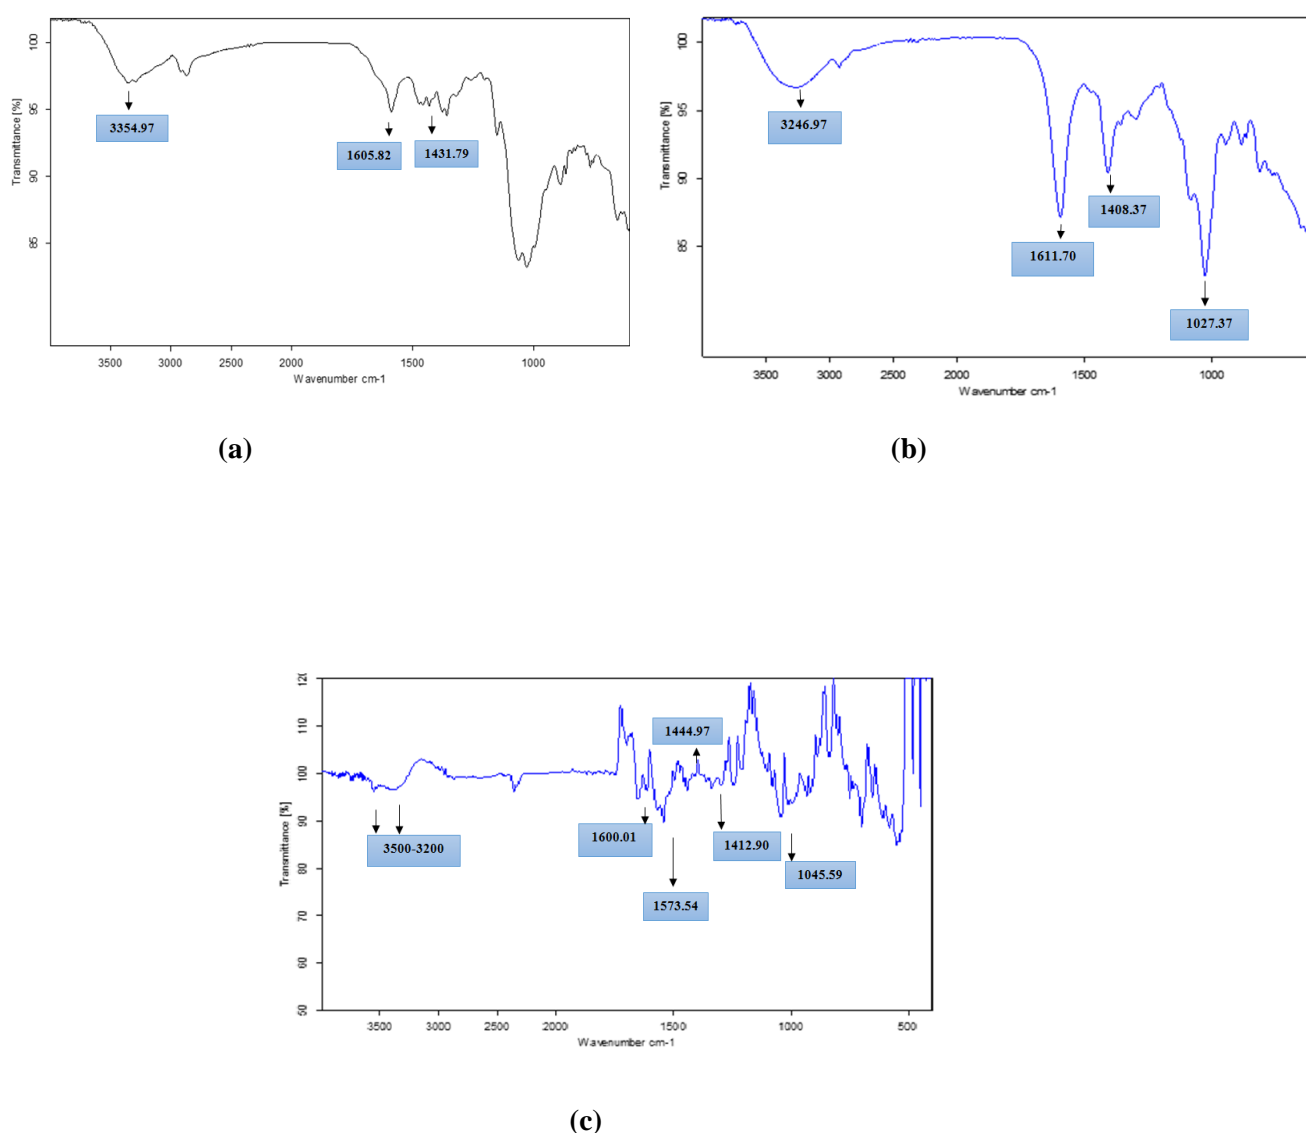 100
95
90
85
Transmittance [%]
3354.97
1605.82
1431.79
3500 3000 2500 2000 1500 1000
Wavenumber cm-1
(a)
100
95
90
85
Transmittance [%]
3246.97
1408.37
1611.70
1027.37
3500 3000 2500 2000 1500 1000
Wavenumber cm-1
(b)
120
110
100
90
80
70
60
50
Transmittance [%]
1444.97
3500-3200
1600.01
1412.90
1045.59
1573.54
3500 3000 2500 2000 1500 1000 500
Wavenumber cm-1
(c)